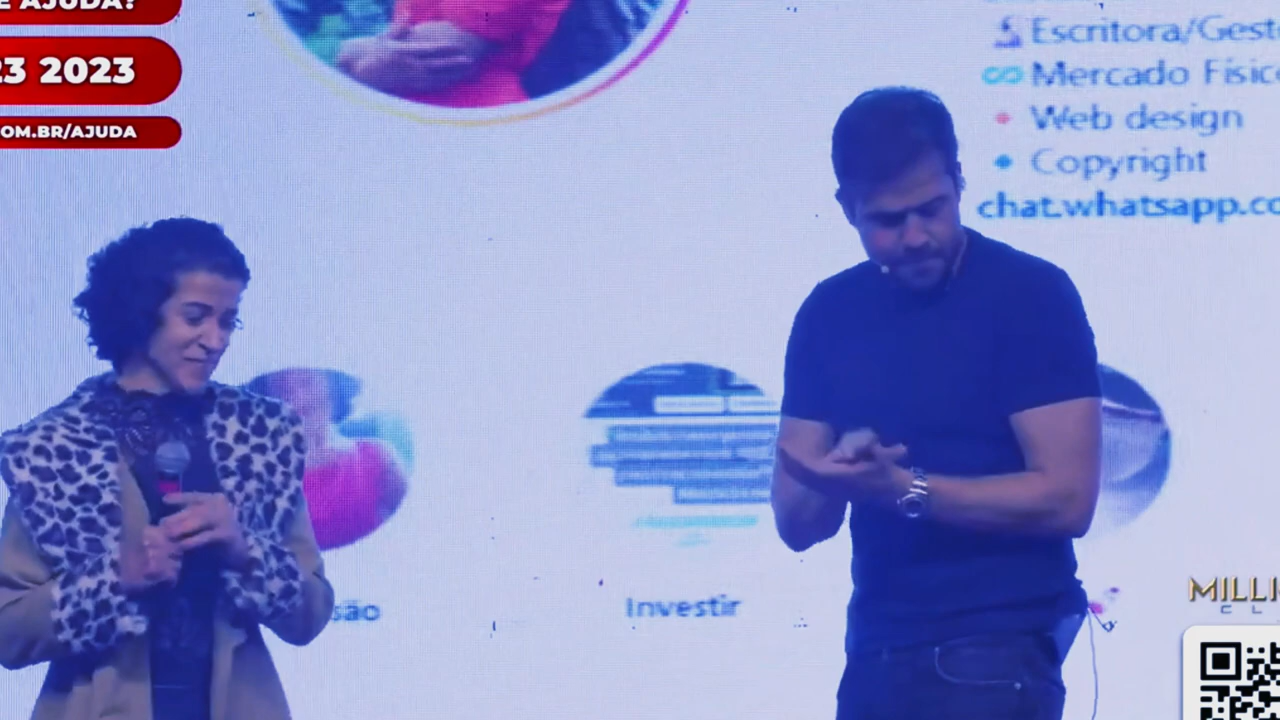 E AJUDA?
23 2023
OM.BR/AJUDA
Escritora/Gest
Mercado Físic
Web design
Copyright
chat.whatsapp.co
são
Investir
MILLI
CL